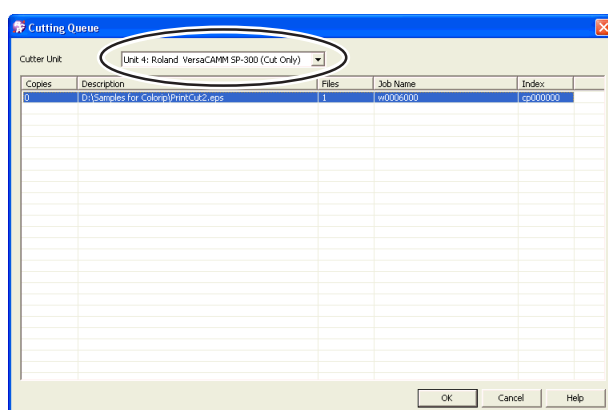 Cutting Queue
Cutter Unit Unit 4: Roland VersaCAMM SP-300 (Cut Only)
Copies Description Files Job Name Index
0 D:\Samples for Colorip\PrintCut2.eps 1 w0006000 cp000000
OK Cancel Help